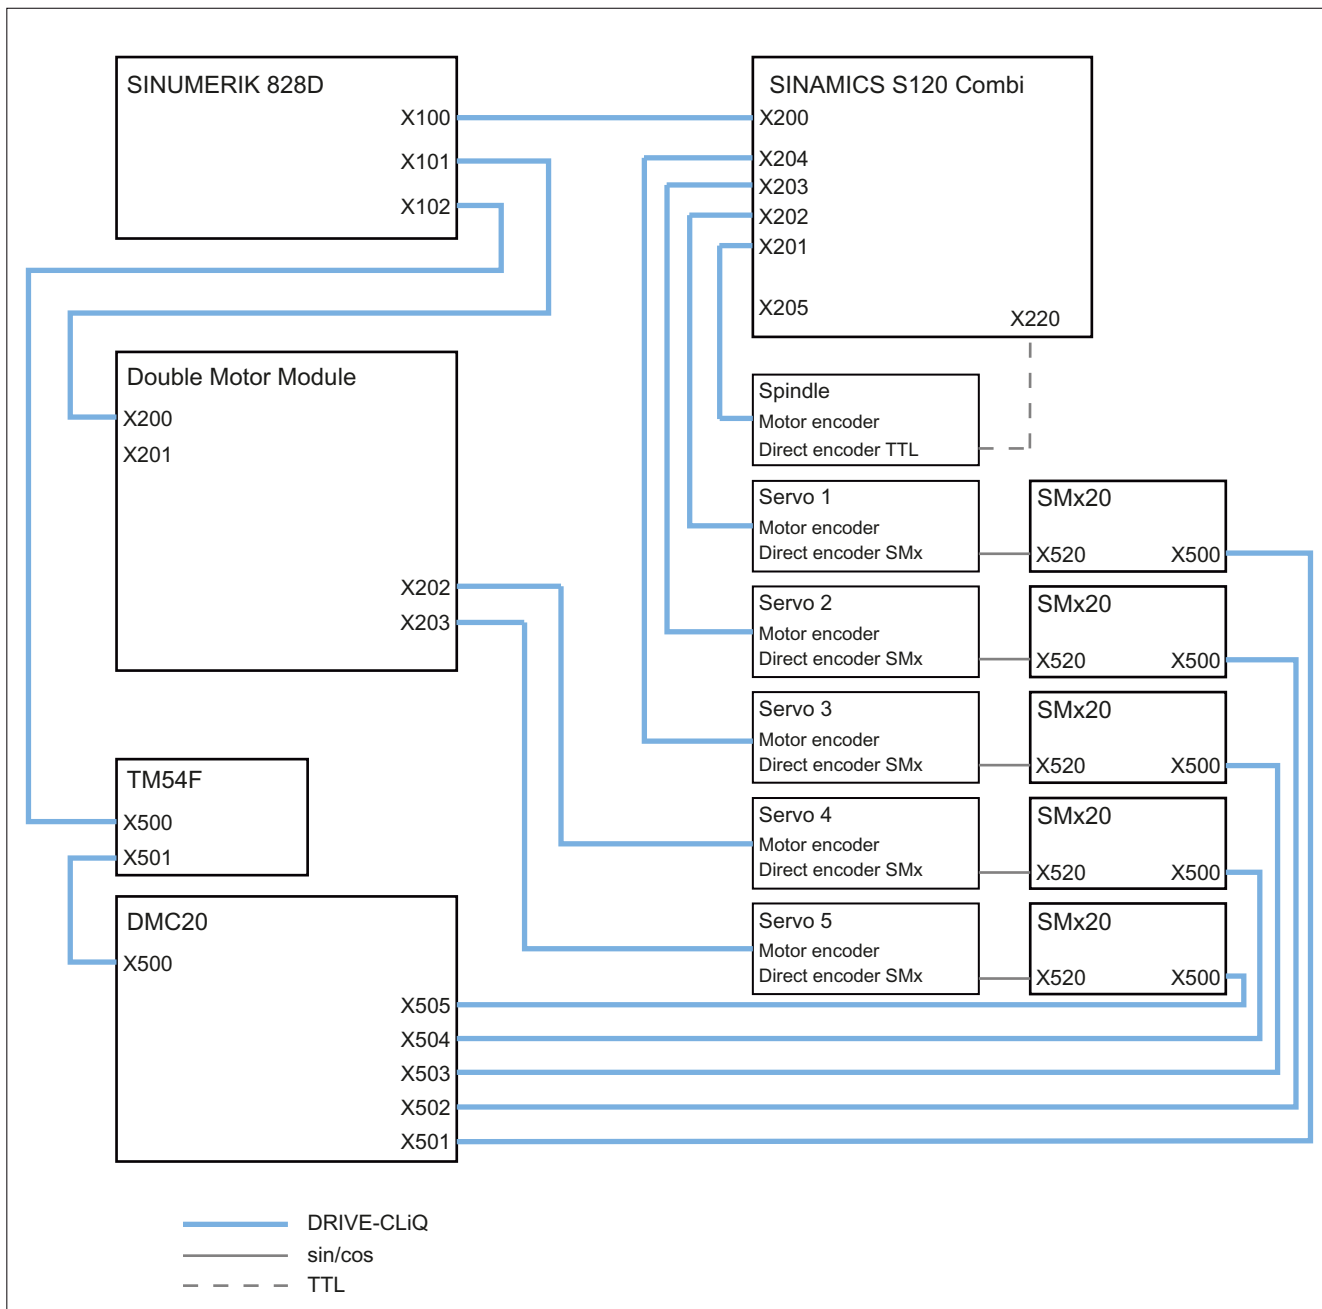 SINUMERIK 828D
X100
X101
X102
SINAMICS S120 Combi
X200
X204
X203
X202
X201
X205
X220
Double Motor Module
X200
X201
X202
X203
Spindle
Motor encoder
Direct encoder TTL
Servo 1
Motor encoder
Direct encoder SMx
SMx20
X520 X500
Servo 2
Motor encoder
Direct encoder SMx
SMx20
X520 X500
Servo 3
Motor encoder
Direct encoder SMx
SMx20
X520 X500
Servo 4
Motor encoder
Direct encoder SMx
SMx20
X520 X500
Servo 5
Motor encoder
Direct encoder SMx
SMx20
X520 X500
TM54F
X500
X501
DMC20
X500
X505
X504
X503
X502
X501
DRIVE-CLiQ
sin/cos
TTL